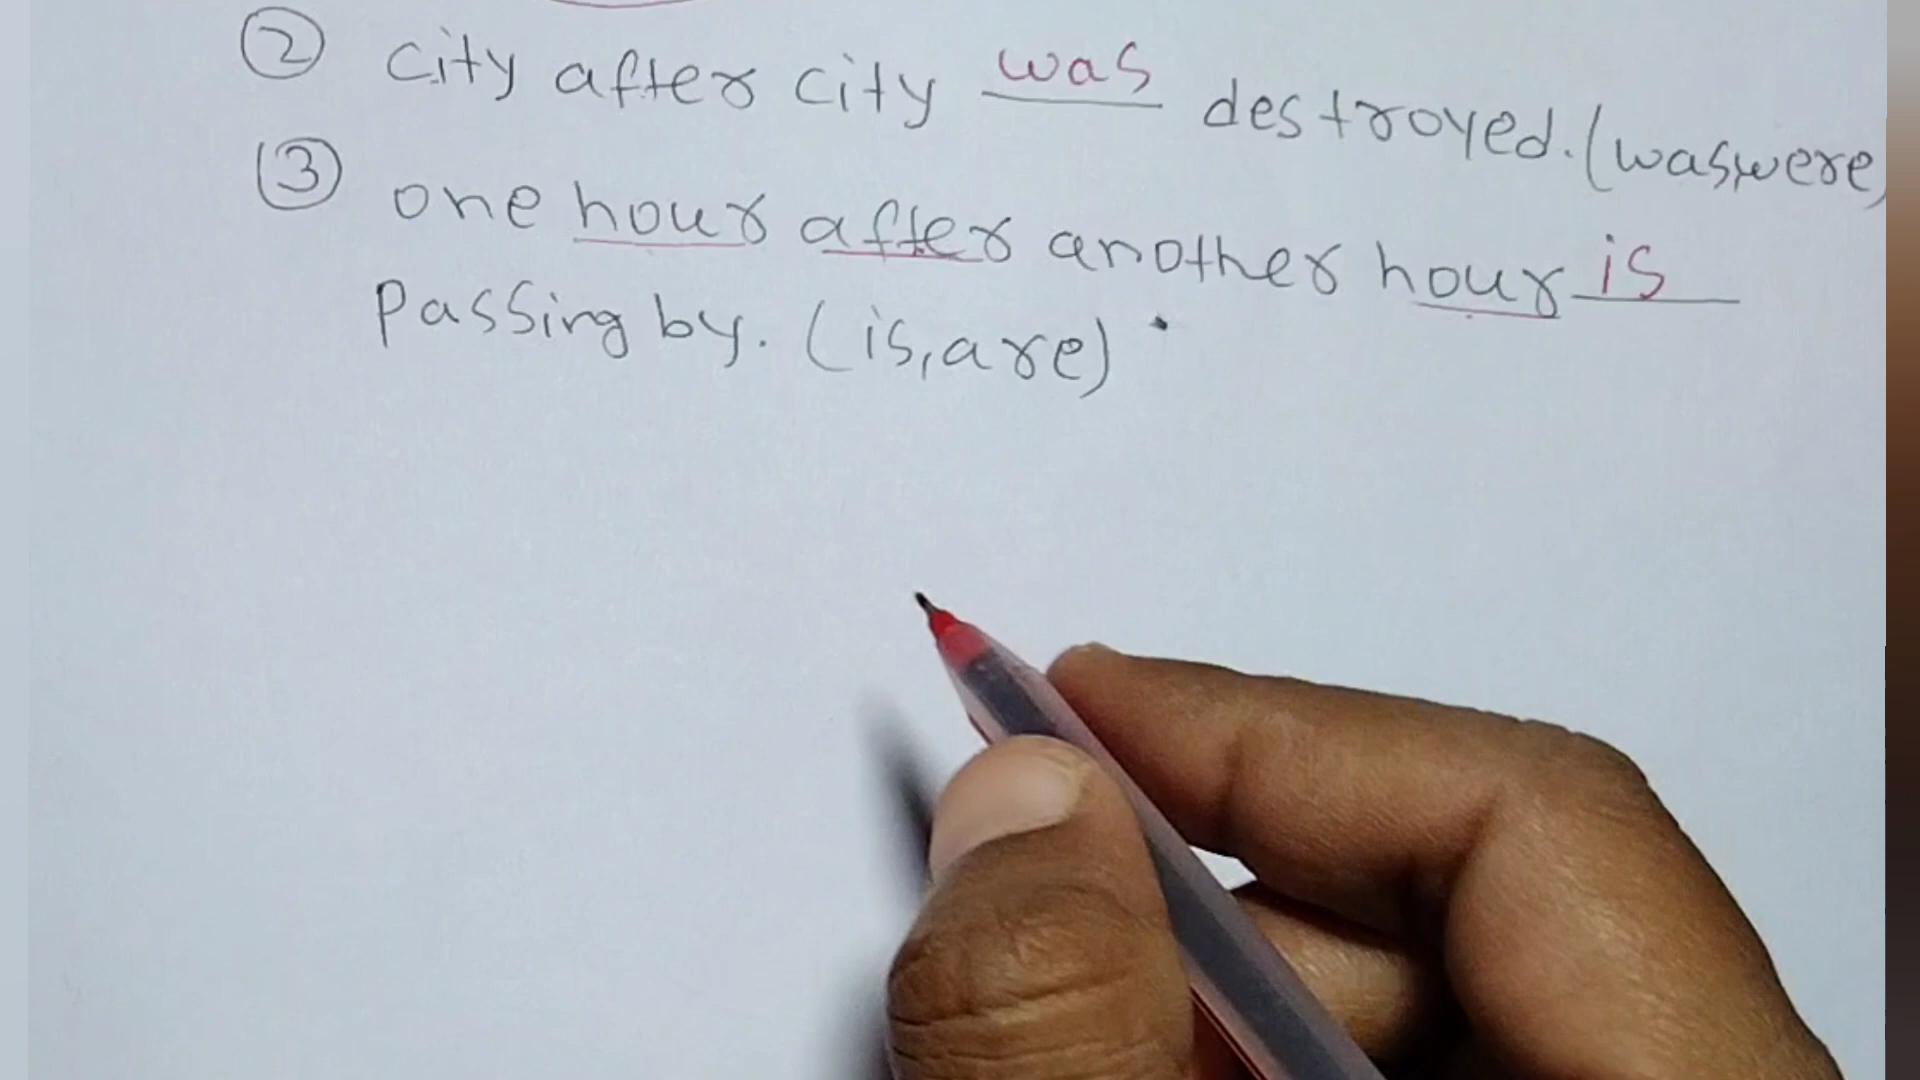 ② city after city was destroyed. (was, were)
③ one hour after another hour is
passing by. (is, are)